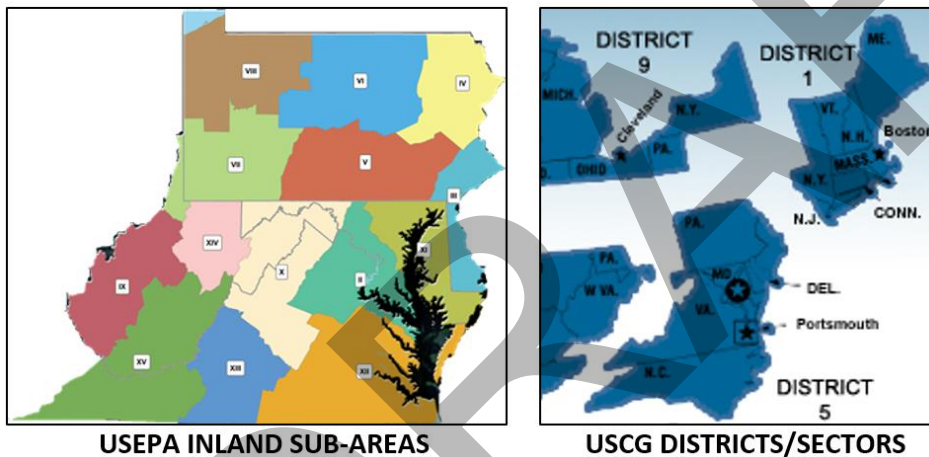 VIII
VI
IV
VII
V
III
XIV
X
II
XI
IX
XV
XIII
XII
USEPA INLAND SUB-AREAS
DISTRICT
9
DISTRICT
1
ME.
MICH.
Cleveland
N.Y.
VT.
N.H.
Boston
OHIO
PA.
MASS.
N.Y.
CONN.
N.J.
PA.
PA.
W VA.
MD
DEL.
VA.
Portsmouth
N.C.
DISTRICT
5
USCG DISTRICTS/SECTORS